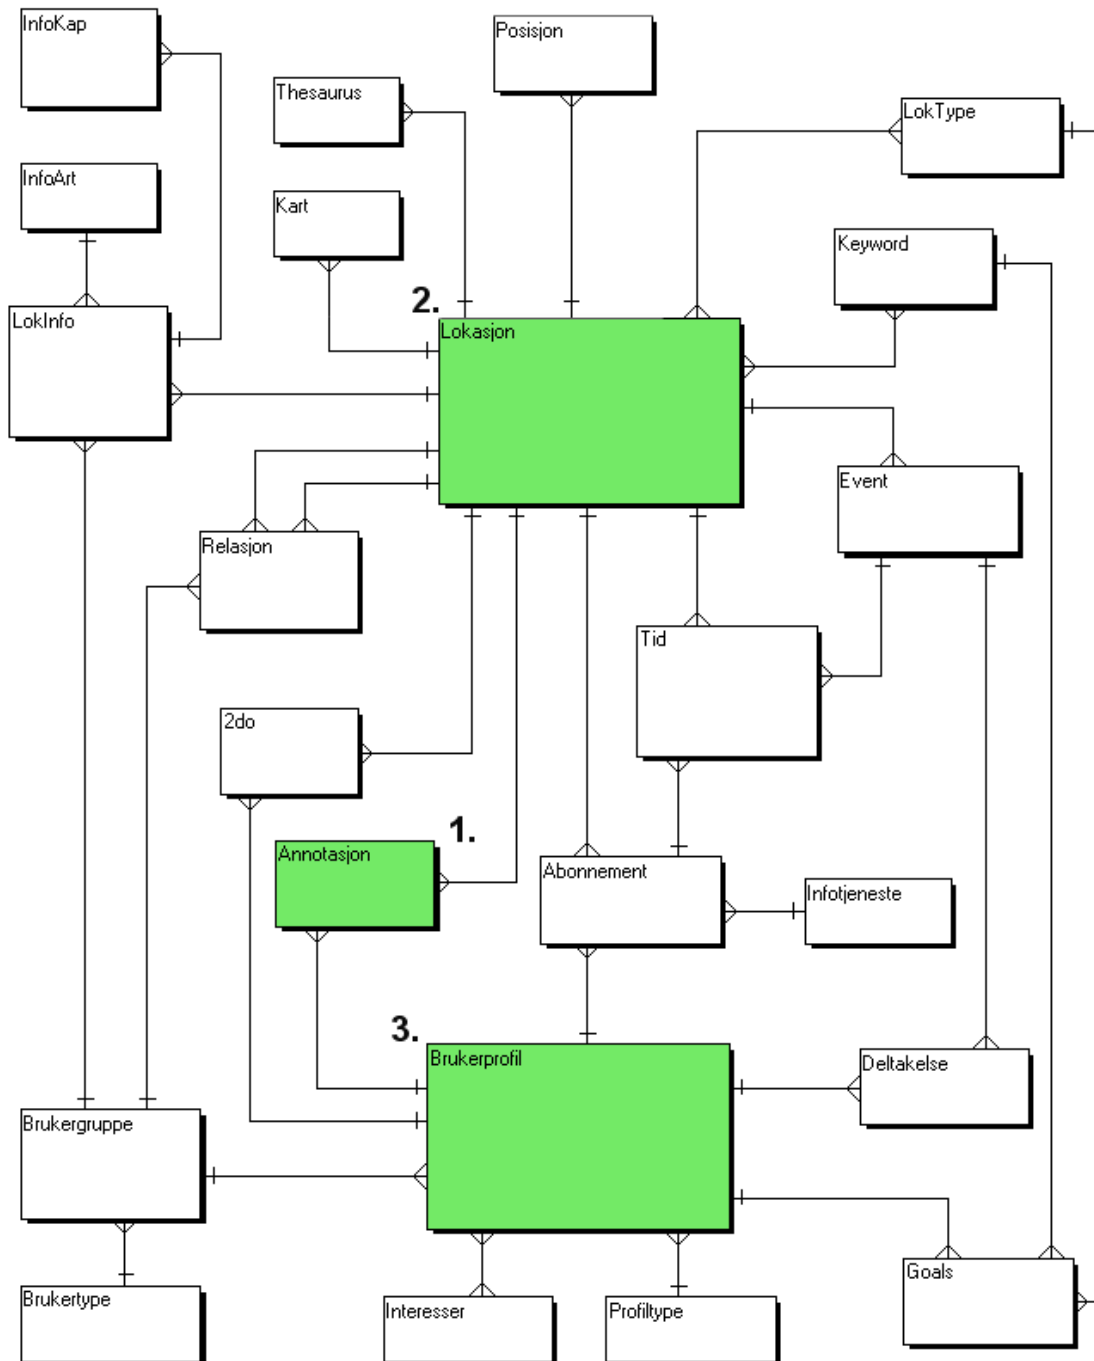 InfoKap
Posisjon
Thesaurus
LokType
InfoArt
Kart
Keyword
2.
LokInfo
Lokasjon
Event
Relasjon
Tid
2do
1.
Annotasjon
Abonnement
Infotjeneste
3.
Brukerprofil
Deltakelse
Brukergruppe
Goals
Brukertype
Interesser
Profiltype